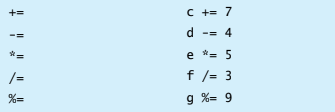 += c += 7
-= d -= 4
*= e *= 5
/= f /= 3
%= g %= 9